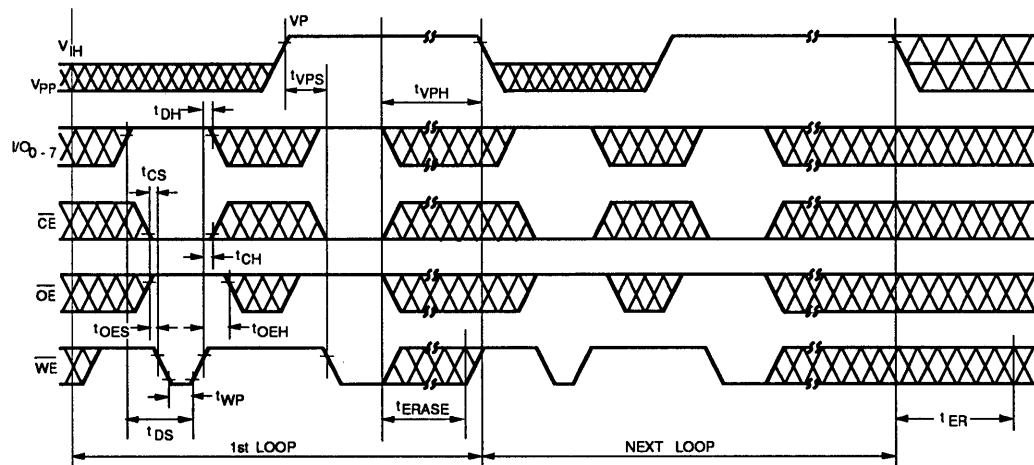 VP
VIH
VPP
tVPS
tVPH
tDH
I/O0 - 7
tCS
CE
tCH
OE
tOES
tOEH
WE
tWP
tERASE
tER
tDS
1st LOOP
NEXT LOOP